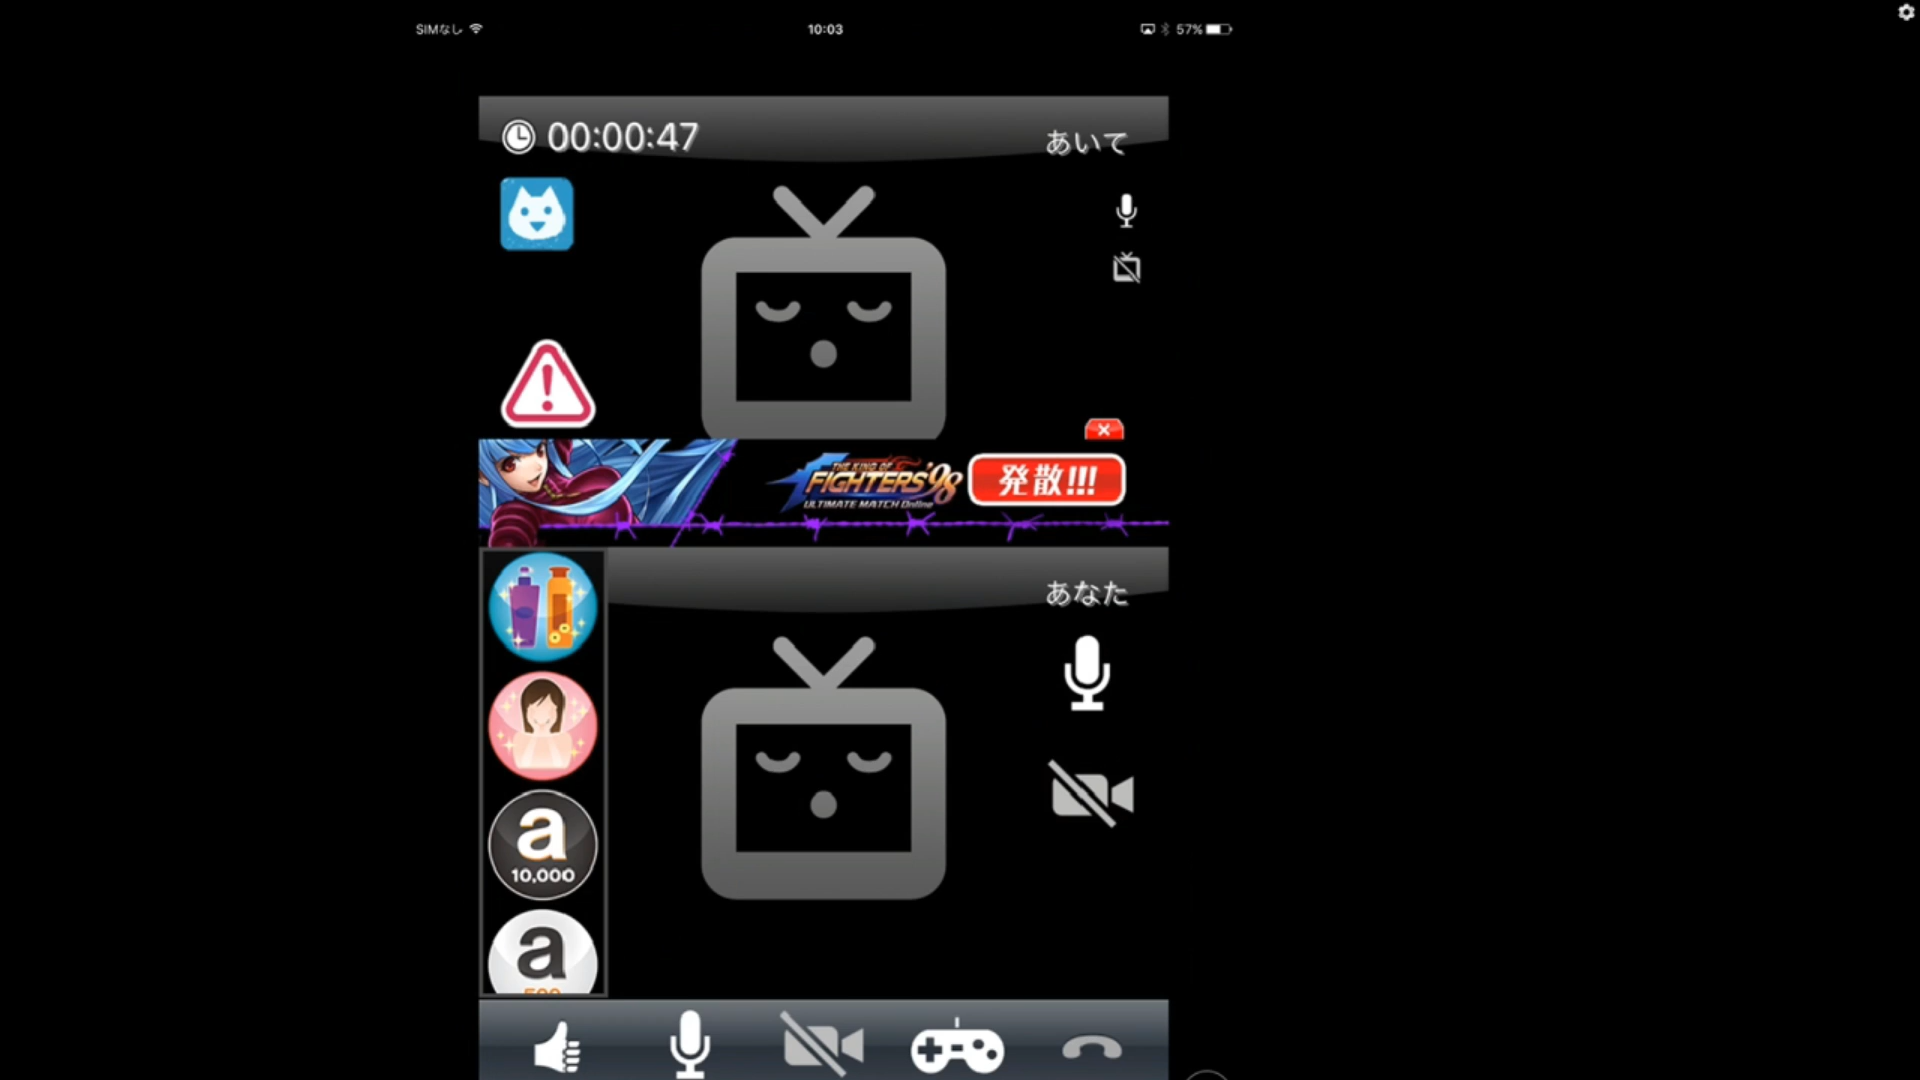 SIMなし
10:03
57%
00:00:47
あいて
THE KING OF
FIGHTERS'98
ULTIMATE MATCH Online
発散!!!
あなた
a
10,000
a
500